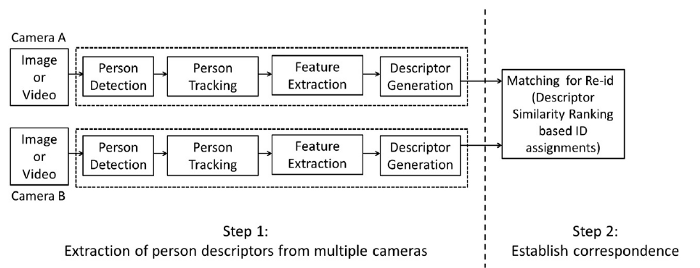 Camera A
Image
or
Video
Person
Detection
Person
Tracking
Feature
Extraction
Descriptor
Generation
Matching for Re-id
(Descriptor
Similarity Ranking
based ID
assignments)
Image
or
Video
Camera B
Person
Detection
Person
Tracking
Feature
Extraction
Descriptor
Generation
Step 1:
Extraction of person descriptors from multiple cameras
Step 2:
Establish correspondence